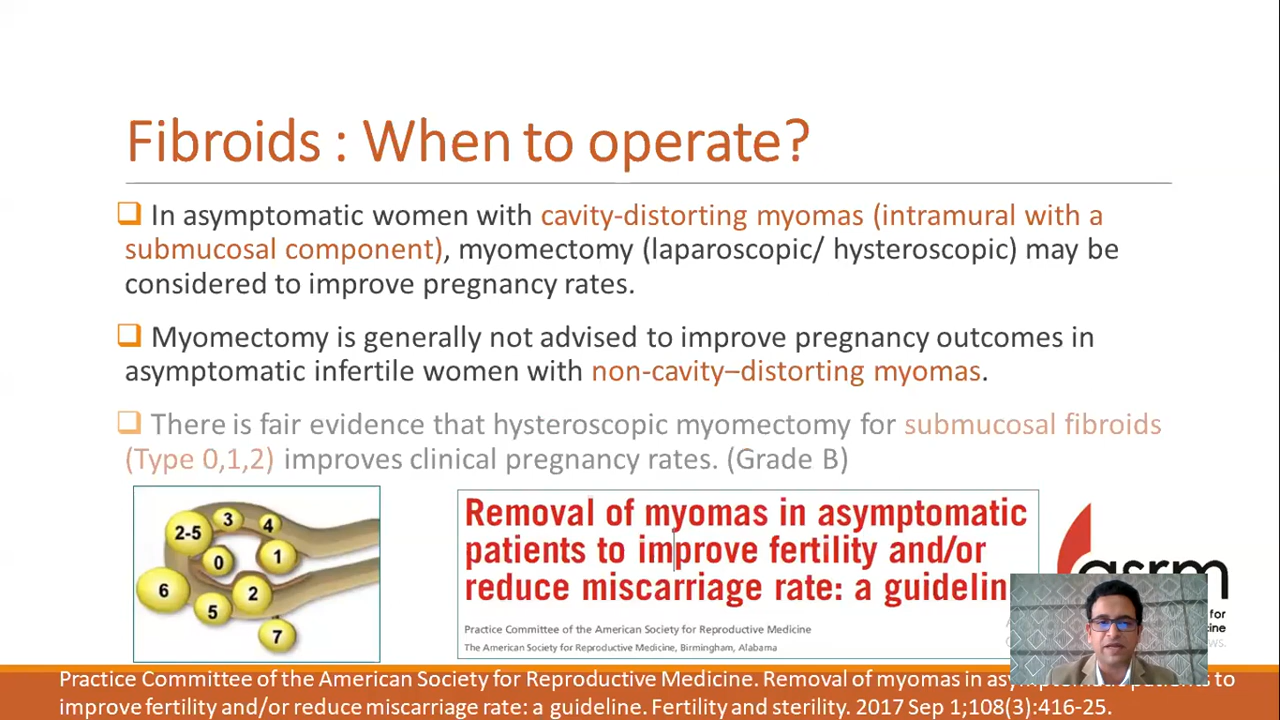 Fibroids : When to operate?
In asymptomatic women with cavity-distorting myomas (intramural with a
submucosal component), myomectomy (laparoscopic/ hysteroscopic) may be
considered to improve pregnancy rates.
Myomectomy is generally not advised to improve pregnancy outcomes in
asymptomatic infertile women with non-cavity–distorting myomas.
There is fair evidence that hysteroscopic myomectomy for submucosal fibroids
(Type 0,1,2) improves clinical pregnancy rates. (Grade B)
2-5
3
4
0
1
6
2
5
7
Removal of myomas in asymptomatic
patients to improve fertility and/or
reduce miscarriage rate: a
Practice Committee of the American Society for Reproductive Medicine
The American Society for Reproductive Medicine, Birmingham, Alabama
asrm
for
Practice Committee of the American Society for Reproductive Medicine. Removal of myomas in to
improve fertility and/or reduce miscarriage rate: a guideline. Fertility and sterility. 2017 Sep 1;108(3):416-25.